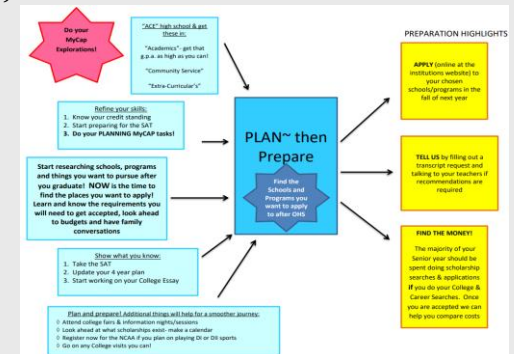 Do your
MyCap
Explorations!
"ACE" high school & get
these in:
"Academics"- get that
g.p.a. as high as you can!
"Community Service"
"Extra-Curricular's"
Refine your skills:
1. Know your credit standing
2. Start preparing for the SAT
3. Do your PLANNING MyCAP tasks!
Start researching schools, programs
and things you want to pursue after
you graduate! NOW is the time to
find the places you want to apply!
Learn and know the requirements you
will need to get accepted, look ahead
to budgets and have family
conversations
Show what you know:
1. Take the SAT
2. Update your 4 year plan
3. Start working on your College Essay
Plan and prepare! Additional things will help for a smoother journey:
◊ Attend college fairs & information nights/sessions
◊ Look ahead at what scholarships exist- make a calendar
◊ Register now for the NCAA if you plan on playing DI or DII sports
◊ Go on any College visits you can!
PLAN~ then
Prepare
Find the
Schools and
Programs you
want to apply
to after OHS
PREPARATION HIGHLIGHTS
APPLY (online at the
institutions website) to
your chosen
schools/programs in the
fall of next year
TELL US by filling out a
transcript request and
talking to your teachers if
recommendations are
required
FIND THE MONEY!
The majority of your
Senior year should be
spent doing scholarship
searches & applications
if you do your College &
Career Searches. Once
you are accepted we can
help you compare costs